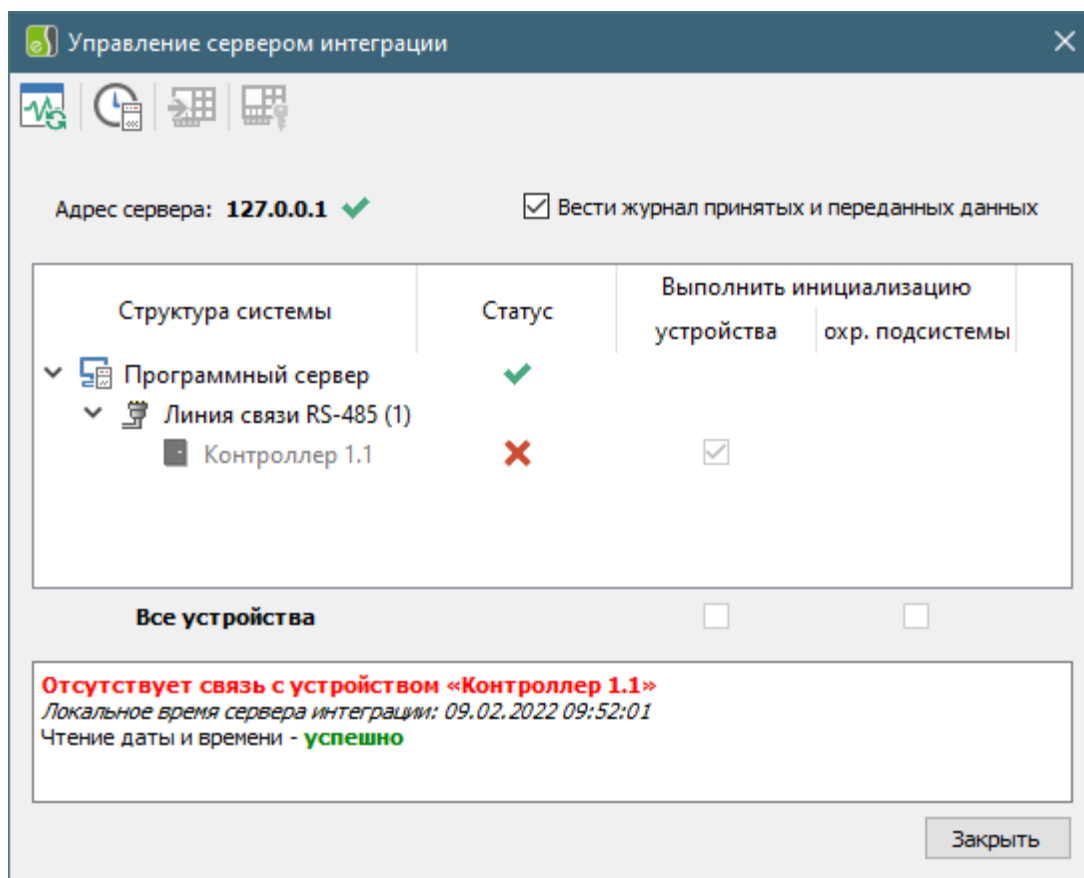 Управление сервером интеграции
Адрес сервера: 127.0.0.1
Вести журнал принятых и переданных данных
Структура системы
Статус
Выполнить инициализацию
устройства
охр. подсистемы
Программный сервер
Линия связи RS-485 (1)
Контроллер 1.1
Все устройства
Отсутствует связь с устройством «Контроллер 1.1»
Локальное время сервера интеграции: 09.02.2022 09:52:01
Чтение даты и времени - успешно
Закрыть